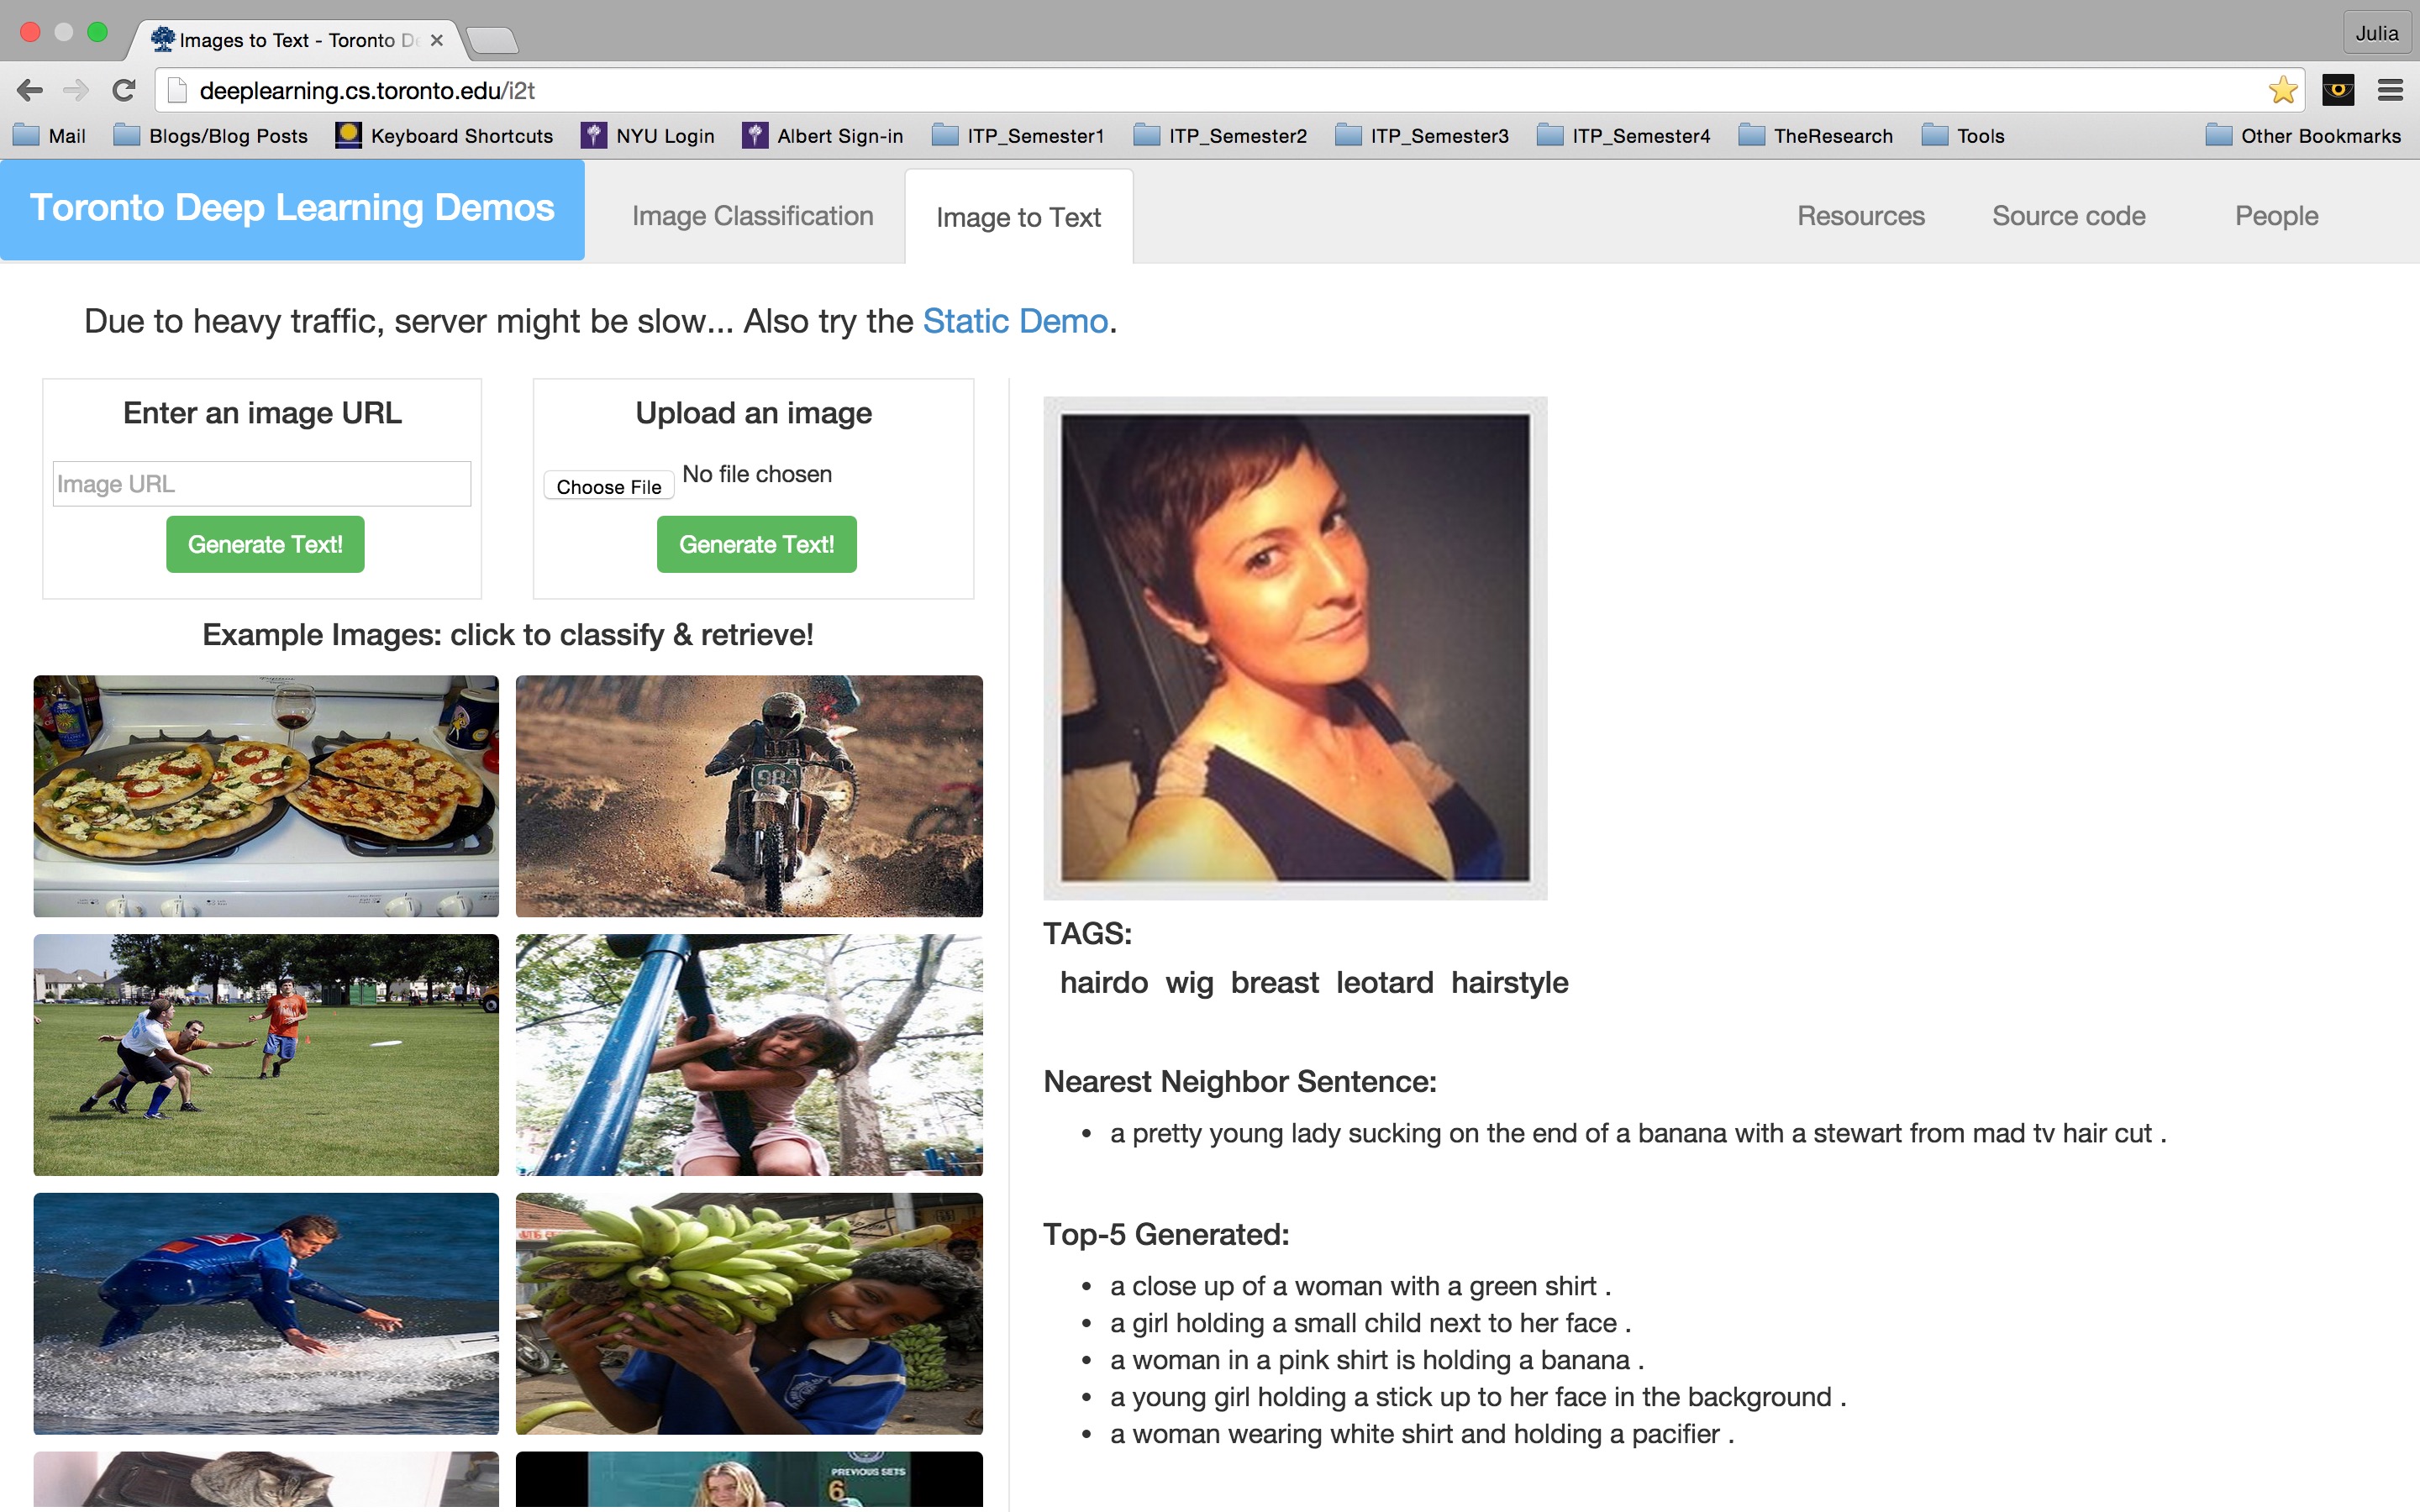 Images to Text - Toronto D
Julia
deeplearning.cs.toronto.edu/i2t
Mail Blogs/Blog Posts Keyboard Shortcuts NYU Login Albert Sign-in ITP_Semester1 ITP_Semester2 ITP_Semester3 ITP_Semester4 TheResearch Tools Other Bookmarks
Toronto Deep Learning Demos Image Classification Image to Text Resources Source code People
Due to heavy traffic, server might be slow... Also try the Static Demo.
Enter an image URL
Image URL
Generate Text!
Upload an image
Choose File No file chosen
Generate Text!
Example Images: click to classify & retrieve!
98
PREVIOUS SETS
6
TAGS:
hairdo wig breast leotard hairstyle
Nearest Neighbor Sentence:
• a pretty young lady sucking on the end of a banana with a stewart from mad tv hair cut .
Top-5 Generated:
• a close up of a woman with a green shirt .
• a girl holding a small child next to her face .
• a woman in a pink shirt is holding a banana .
• a young girl holding a stick up to her face in the background .
• a woman wearing white shirt and holding a pacifier .